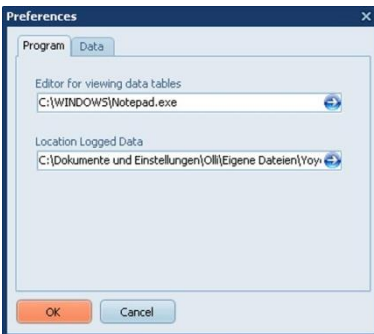 Preferences
Program Data
Editor for viewing data tables
C:\WINDOWS\Notepad.exe
Location Logged Data
C:\Dokumente und Einstellungen\Olli\Eigene Dateien\Yoy
OK Cancel